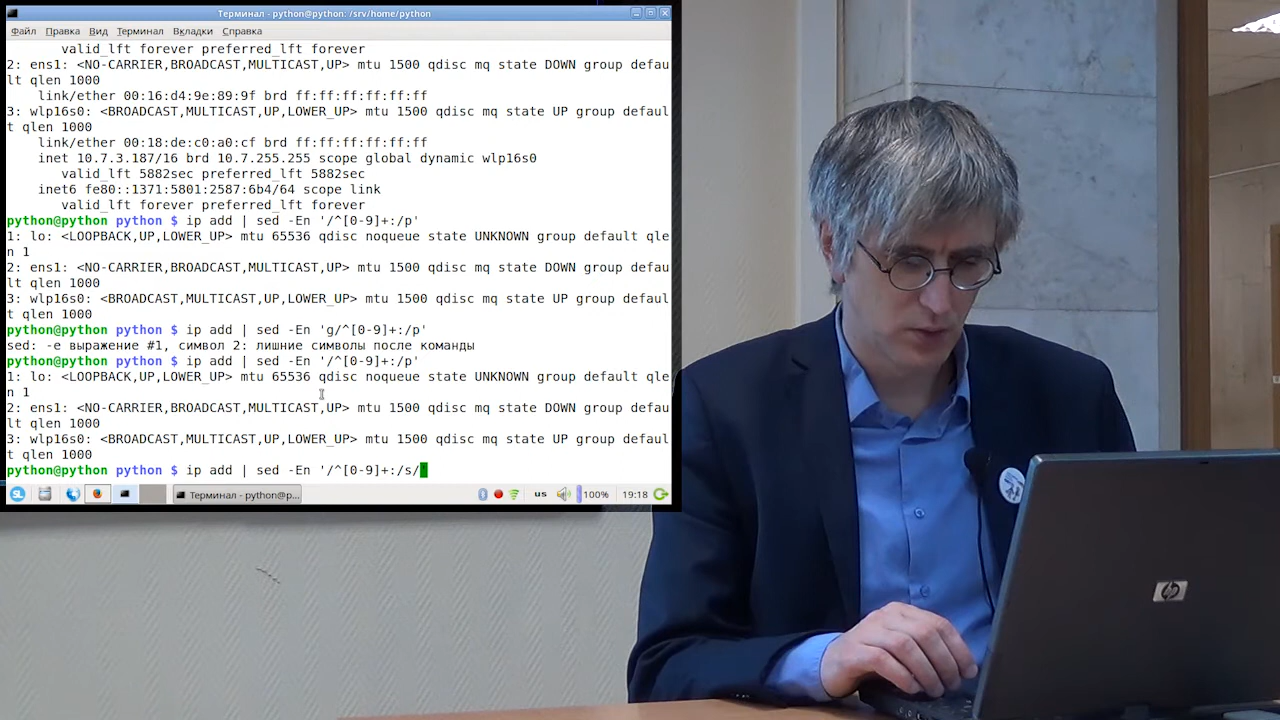 Терминал - python@python: /srv/home/python
Файл Правка Вид Терминал Вкладки Справка
valid_lft forever preferred_lft forever
2: ens1: <NO-CARRIER,BROADCAST,MULTICAST,UP> mtu 1500 qdisc mq state DOWN group defau
lt qlen 1000
link/ether 00:16:d4:9e:89:9f brd ff:ff:ff:ff:ff:ff
3: wlp16s0: <BROADCAST,MULTICAST,UP,LOWER_UP> mtu 1500 qdisc mq state UP group defaul
t qlen 1000
link/ether 00:18:de:c0:a0:cf brd ff:ff:ff:ff:ff:ff
inet 10.7.3.187/16 brd 10.7.255.255 scope global dynamic wlp16s0
valid_lft 5882sec preferred_lft 5882sec
inet6 fe80::1371:5801:2587:6b4/64 scope link
valid_lft forever preferred_lft forever
python@python python $ ip add | sed -En '/^[0-9]+:/p'
1: lo: <LOOPBACK,UP,LOWER_UP> mtu 65536 qdisc noqueue state UNKNOWN group default qle
n 1
2: ens1: <NO-CARRIER,BROADCAST,MULTICAST,UP> mtu 1500 qdisc mq state DOWN group defau
lt qlen 1000
3: wlp16s0: <BROADCAST,MULTICAST,UP,LOWER_UP> mtu 1500 qdisc mq state UP group defaul
t qlen 1000
python@python python $ ip add | sed -En 'g/^[0-9]+:/p'
sed: -e выражение #1, символ 2: лишние символы после команды
python@python python $ ip add | sed -En '/^[0-9]+:/p'
1: lo: <LOOPBACK,UP,LOWER_UP> mtu 65536 qdisc noqueue state UNKNOWN group default qle
n 1
2: ens1: <NO-CARRIER,BROADCAST,MULTICAST,UP> mtu 1500 qdisc mq state DOWN group defau
lt qlen 1000
3: wlp16s0: <BROADCAST,MULTICAST,UP,LOWER_UP> mtu 1500 qdisc mq state UP group defaul
t qlen 1000
python@python python $ ip add | sed -En '/^[0-9]+:/s/'
SL Терминал - python@p... us 100% 19:18
hp